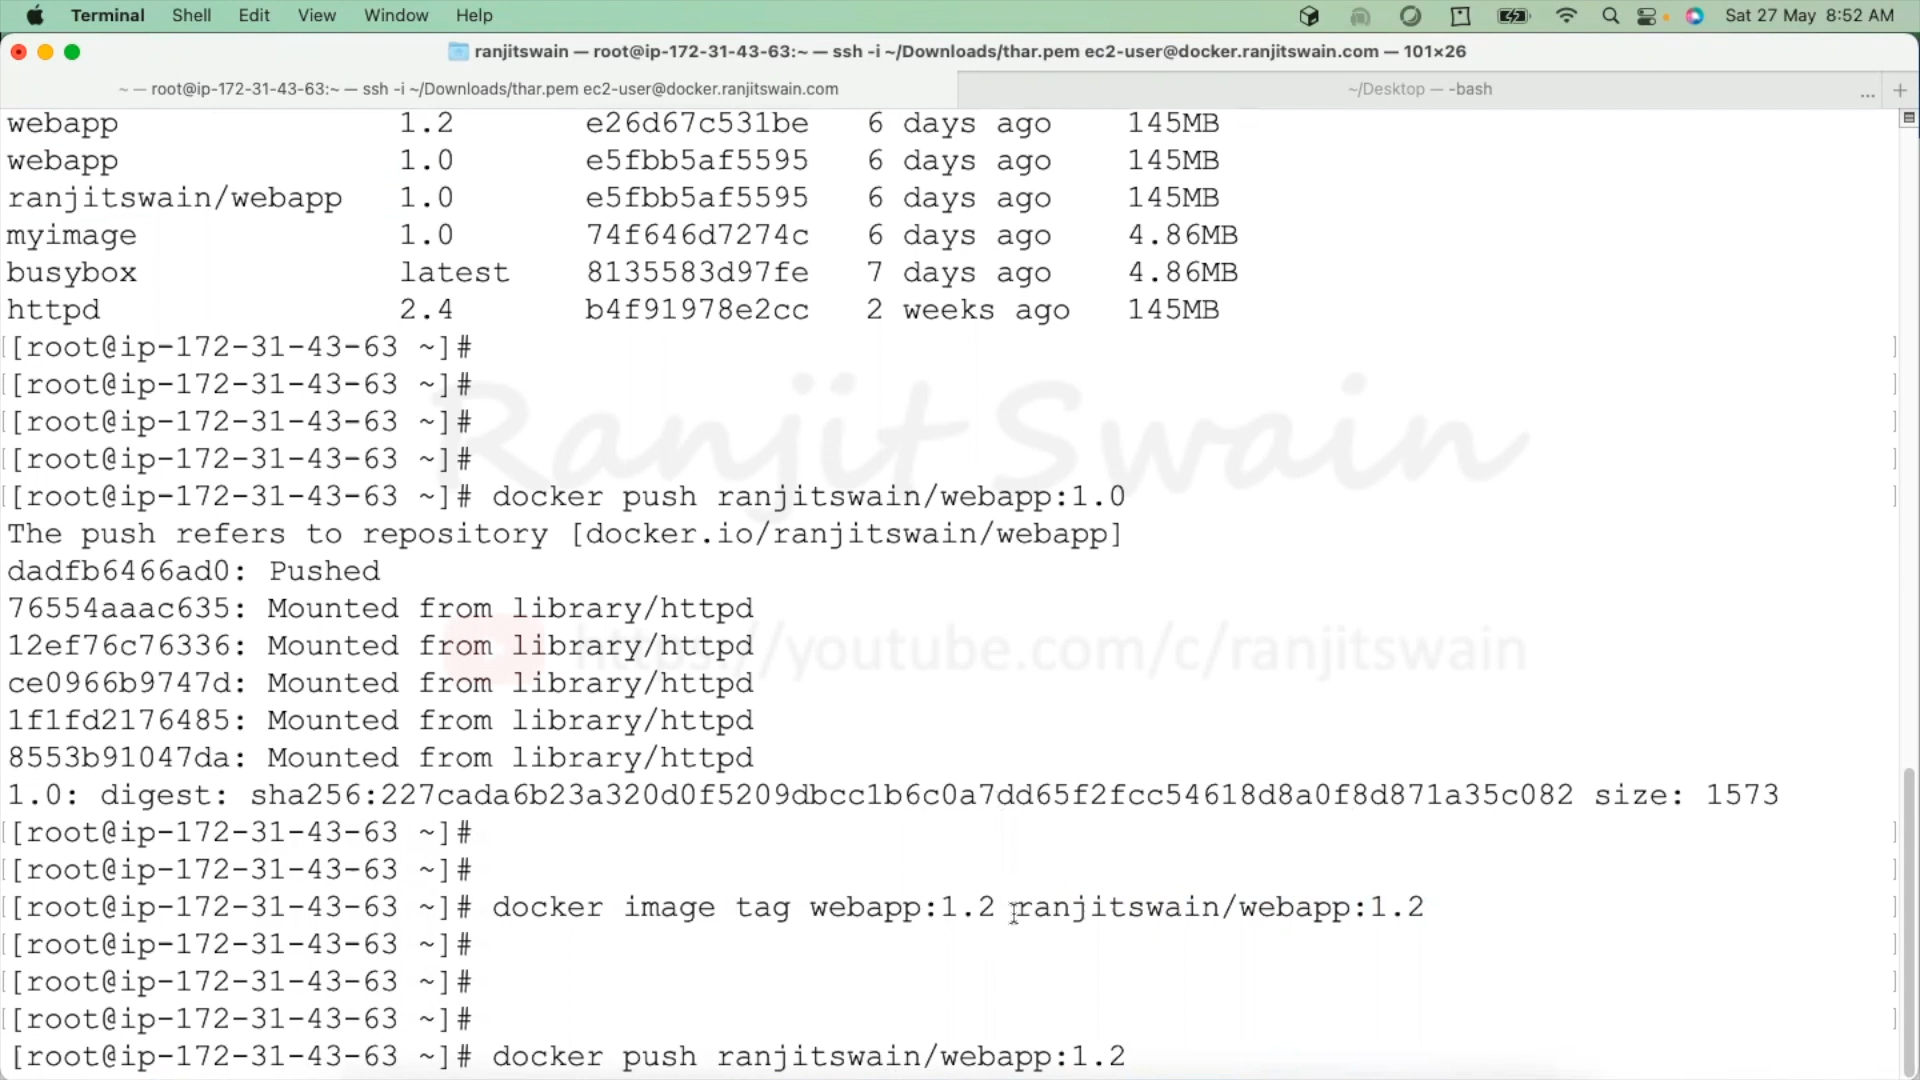 Terminal Shell Edit View Window Help Sat 27 May 8:52 AM
ranjitswain — root@ip-172-31-43-63:~ — ssh -i ~/Downloads/thar.pem ec2-user@docker.ranjitswain.com — 101×26
~ — root@ip-172-31-43-63:~ — ssh -i ~/Downloads/thar.pem ec2-user@docker.ranjitswain.com ~/Desktop — -bash ... +
webapp 1.2 e26d67c531be 6 days ago 145MB
webapp 1.0 e5fbb5af5595 6 days ago 145MB
ranjitswain/webapp 1.0 e5fbb5af5595 6 days ago 145MB
myimage 1.0 74f646d7274c 6 days ago 4.86MB
busybox latest 8135583d97fe 7 days ago 4.86MB
httpd 2.4 b4f91978e2cc 2 weeks ago 145MB
[[root@ip-172-31-43-63 ~]# ]
[[root@ip-172-31-43-63 ~]# ]
Ranjit Swain
[[root@ip-172-31-43-63 ~]# ]
[[root@ip-172-31-43-63 ~]# ]
[[root@ip-172-31-43-63 ~]# docker push ranjitswain/webapp:1.0 ]
The push refers to repository [docker.io/ranjitswain/webapp]
dadfb6466ad0: Pushed
76554aaac635: Mounted from library/httpd
12ef76c76336: Mounted from library/httpd
https://youtube.com/c/ranjitswain
ce0966b9747d: Mounted from library/httpd
1f1fd2176485: Mounted from library/httpd
8553b91047da: Mounted from library/httpd
1.0: digest: sha256:227cada6b23a320d0f5209dbcc1b6c0a7dd65f2fcc54618d8a0f8d871a35c082 size: 1573
[[root@ip-172-31-43-63 ~]# ]
[[root@ip-172-31-43-63 ~]# ]
[[root@ip-172-31-43-63 ~]# docker image tag webapp:1.2 ranjitswain/webapp:1.2 ]
[[root@ip-172-31-43-63 ~]# ]
[[root@ip-172-31-43-63 ~]# ]
[[root@ip-172-31-43-63 ~]# ]
[root@ip-172-31-43-63 ~]# docker push ranjitswain/webapp:1.2